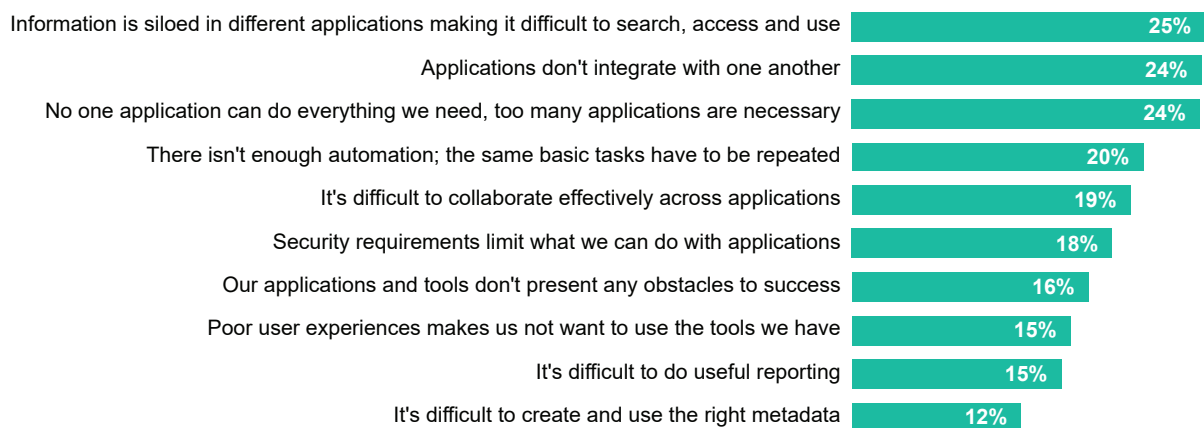 Information is siloed in different applications making it difficult to search, access and use 25%
Applications don't integrate with one another 24%
No one application can do everything we need, too many applications are necessary 24%
There isn't enough automation; the same basic tasks have to be repeated 20%
It's difficult to collaborate effectively across applications 19%
Security requirements limit what we can do with applications 18%
Our applications and tools don't present any obstacles to success 16%
Poor user experiences makes us not want to use the tools we have 15%
It's difficult to do useful reporting 15%
It's difficult to create and use the right metadata 12%